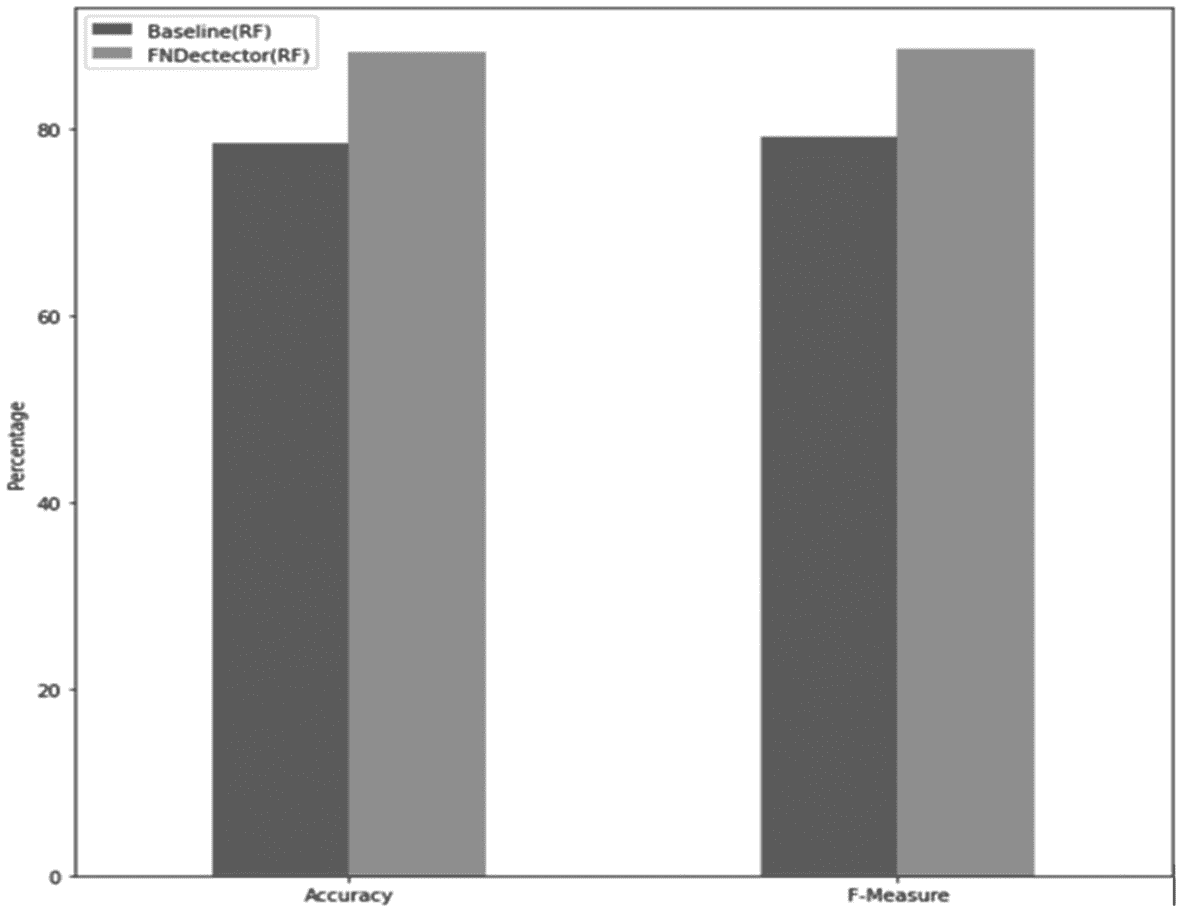 Baseline(RF)
FNDectector(RF)
80
60
40
20
0
Percentage
Accuracy
F-Measure